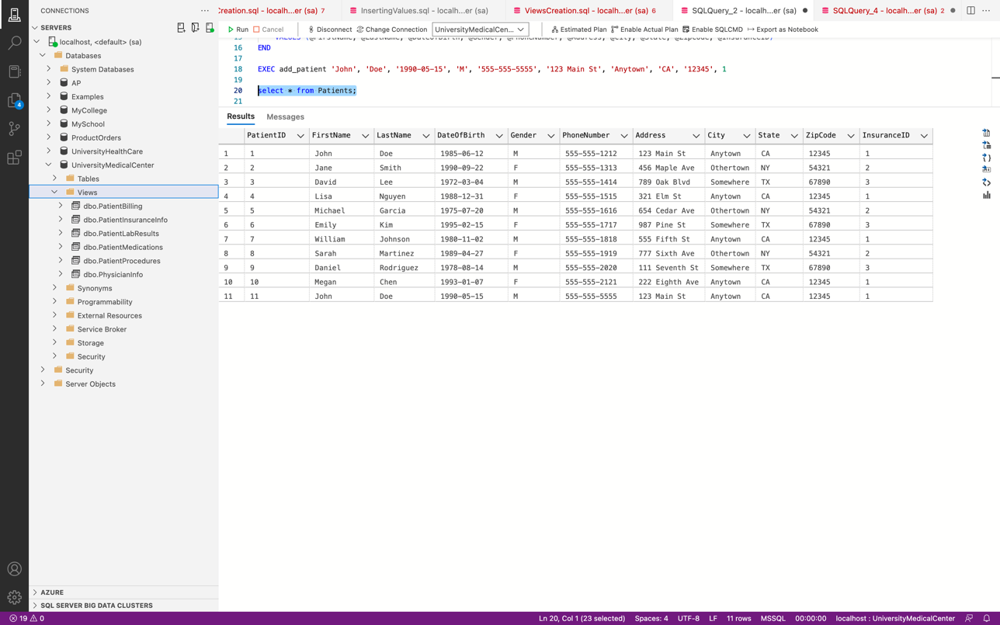 CONNECTIONS
SERVERS
localhost, <default> (sa)
Databases
System Databases
AP
Examples
MyCollege
MySchool
ProductOrders
UniversityHealthCare
UniversityMedicalCenter
Tables
Views
dbo.PatientBilling
dbo.PatientInsuranceInfo
dbo.PatientLabResults
dbo.PatientMedications
dbo.PatientProcedures
dbo.PhysicianInfo
Synonyms
Programmability
External Resources
Service Broker
Storage
Security
Security
Server Objects
AZURE
SQL SERVER BIG DATA CLUSTERS
4
Creation.sql - localh...er (sa) 7 InsertingValues.sql - localh...er (sa) ViewsCreation.sql - localh...er (sa) 6 SQLQuery_2 - localh...er (sa) SQLQuery_4 - localh...er (sa) 2
Run Cancel Disconnect Change Connection UniversityMedicalCen... Estimated Plan Enable Actual Plan Enable SQLCMD Export as Notebook
15 VALUES (@FirstName, @LastName, @DateOfBirth, @Gender, @PhoneNumber, @Address, @City, @State, @ZipCode, @InsuranceID)
16 END
17
18 EXEC add_patient 'John', 'Doe', '1990-05-15', 'M', '555-555-5555', '123 Main St', 'Anytown', 'CA', '12345', 1
19
20 select * from Patients;
21
Results Messages
PatientID FirstName LastName DateOfBirth Gender PhoneNumber Address City State ZipCode InsuranceID
1 1 John Doe 1985-06-12 M 555-555-1212 123 Main St Anytown CA 12345 1
2 2 Jane Smith 1990-09-22 F 555-555-1313 456 Maple Ave Othertown NY 54321 2
3 3 David Lee 1972-03-04 M 555-555-1414 789 Oak Blvd Somewhere TX 67890 3
4 4 Lisa Nguyen 1988-12-31 F 555-555-1515 321 Elm St Anytown CA 12345 1
5 5 Michael Garcia 1975-07-20 M 555-555-1616 654 Cedar Ave Othertown NY 54321 2
6 6 Emily Kim 1995-02-15 F 555-555-1717 987 Pine St Somewhere TX 67890 3
7 7 William Johnson 1980-11-02 M 555-555-1818 555 Fifth St Anytown CA 12345 1
8 8 Sarah Martinez 1989-04-27 F 555-555-1919 777 Sixth Ave Othertown NY 54321 2
9 9 Daniel Rodriguez 1978-08-14 M 555-555-2020 111 Seventh St Somewhere TX 67890 3
10 10 Megan Chen 1993-01-07 F 555-555-2121 222 Eighth Ave Anytown CA 12345 1
11 11 John Doe 1990-05-15 M 555-555-5555 123 Main St Anytown CA 12345 1
19 0 Ln 20, Col 1 (23 selected) Spaces: 4 UTF-8 LF 11 rows MSSQL 00:00:00 localhost : UniversityMedicalCenter